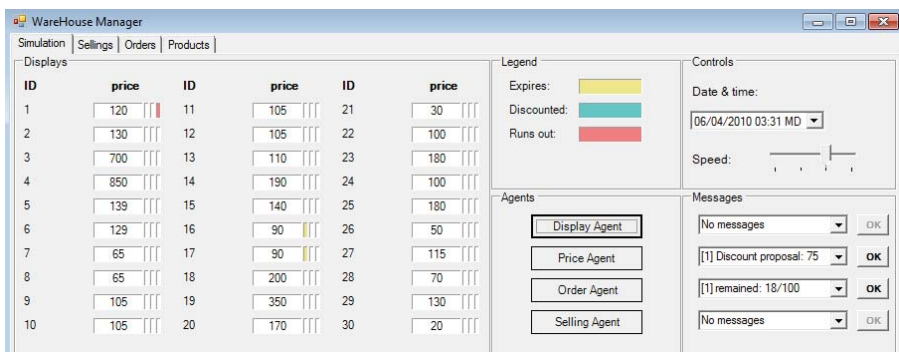 WareHouse Manager
Simulation Sellings Orders Products
Displays
ID price ID price ID price
1 120 11 105 21 30
2 130 12 105 22 100
3 700 13 110 23 180
4 850 14 190 24 100
5 139 15 140 25 180
6 129 16 90 26 50
7 65 17 90 27 115
8 65 18 200 28 70
9 105 19 350 29 130
10 105 20 170 30 20
Legend
Expires:
Discounted:
Runs out:
Controls
Date & time:
06/04/2010 03:31 MD
Speed:
Agents
Display Agent
Price Agent
Order Agent
Selling Agent
Messages
No messages OK
[1] Discount proposal: 75 OK
[1] remained: 18/100 OK
No messages OK